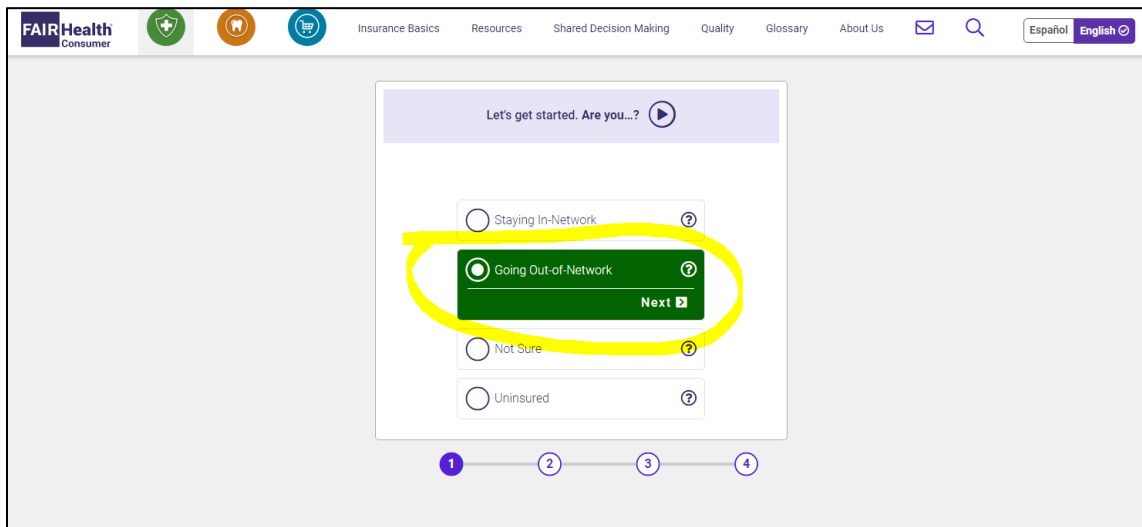 FAIR Health
Consumer
Insurance Basics Resources Shared Decision Making Quality Glossary About Us Español English
Let's get started. Are you...?
Staying In-Network ?
Going Out-of-Network ?
Next
Not Sure ?
Uninsured ?
1 2 3 4